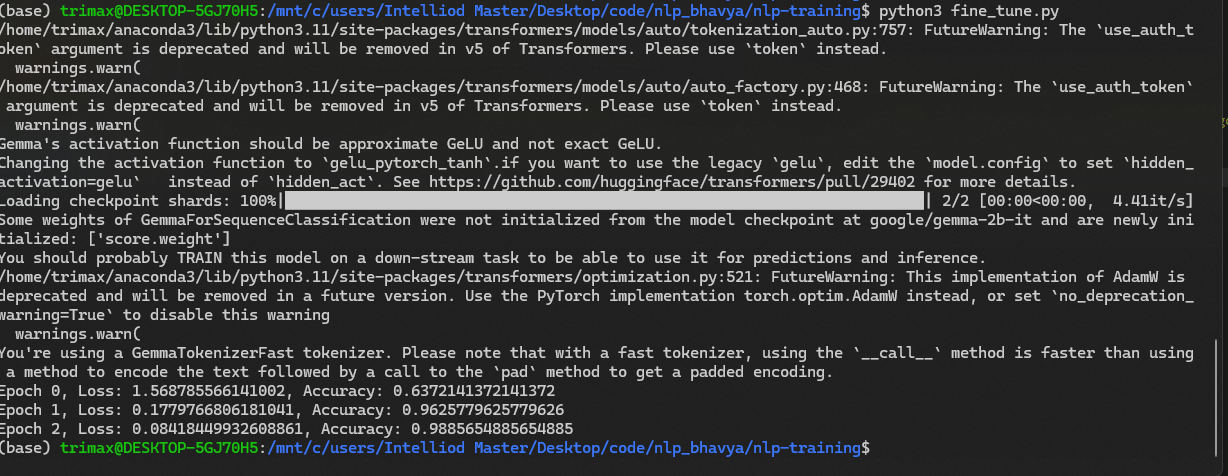 (base) trimax@DESKTOP-5GJ70H5:/mnt/c/users/Intelliod Master/Desktop/code/nlp_bhavya/nlp-training$ python3 fine_tune.py
/home/trimax/anaconda3/lib/python3.11/site-packages/transformers/models/auto/tokenization_auto.py:757: FutureWarning: The `use_auth_t
oken` argument is deprecated and will be removed in v5 of Transformers. Please use `token` instead.
  warnings.warn(
/home/trimax/anaconda3/lib/python3.11/site-packages/transformers/models/auto/auto_factory.py:468: FutureWarning: The `use_auth_token`
 argument is deprecated and will be removed in v5 of Transformers. Please use `token` instead.
  warnings.warn(
Gemma's activation function should be approximate GeLU and not exact GeLU.
Changing the activation function to `gelu_pytorch_tanh`.if you want to use the legacy `gelu`, edit the `model.config` to set `hidden_
activation=gelu`   instead of `hidden_act`. See https://github.com/huggingface/transformers/pull/29402 for more details.
Loading checkpoint shards: 100%| | 2/2 [00:00<00:00,  4.41it/s]
Some weights of GemmaForSequenceClassification were not initialized from the model checkpoint at google/gemma-2b-it and are newly ini
tialized: ['score.weight']
You should probably TRAIN this model on a down-stream task to be able to use it for predictions and inference.
/home/trimax/anaconda3/lib/python3.11/site-packages/transformers/optimization.py:521: FutureWarning: This implementation of AdamW is
deprecated and will be removed in a future version. Use the PyTorch implementation torch.optim.AdamW instead, or set `no_deprecation_
warning=True` to disable this warning
  warnings.warn(
You're using a GemmaTokenizerFast tokenizer. Please note that with a fast tokenizer, using the `__call__` method is faster than using
 a method to encode the text followed by a call to the `pad` method to get a padded encoding.
Epoch 0, Loss: 1.568785566141002, Accuracy: 0.6372141372141372
Epoch 1, Loss: 0.1779766806181041, Accuracy: 0.9625779625779626
Epoch 2, Loss: 0.08418449932608861, Accuracy: 0.9885654885654885
(base) trimax@DESKTOP-5GJ70H5:/mnt/c/users/Intelliod Master/Desktop/code/nlp_bhavya/nlp-training$